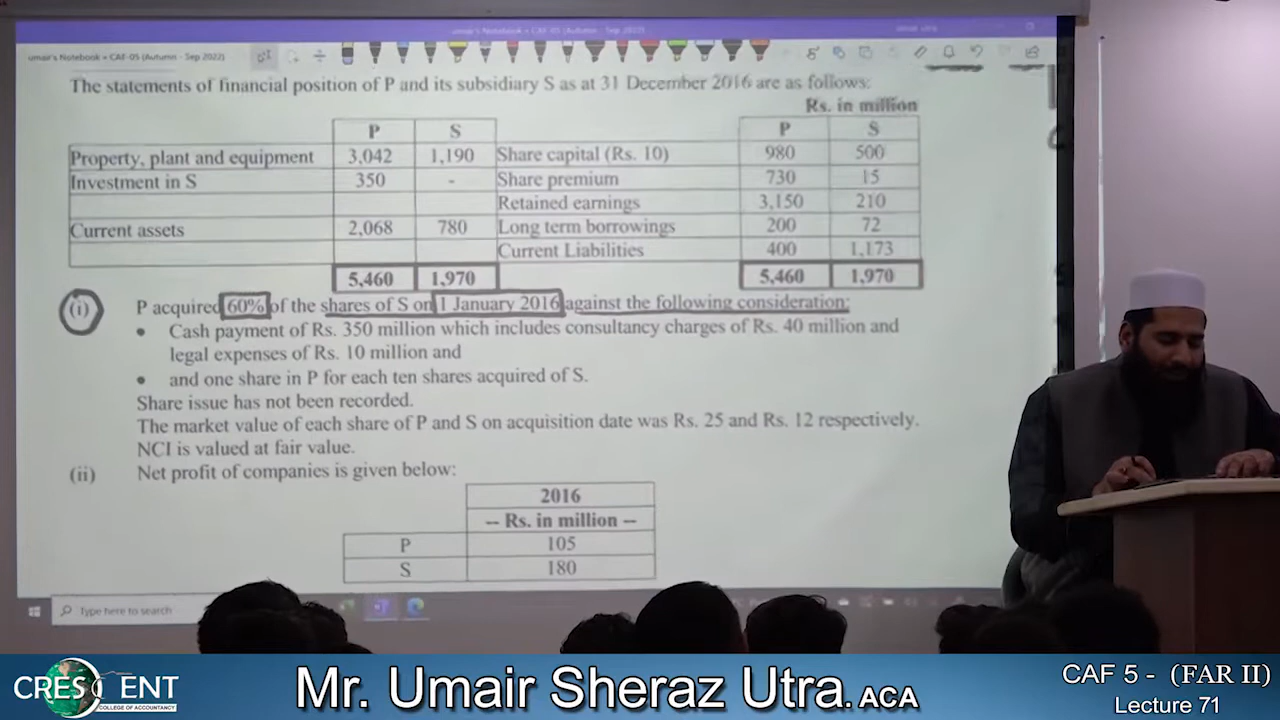 umair's Notebook » CAF-05 (Autumn - Sep 2022)
The statements of financial position of P and its subsidiary S as at 31 December 2016 are as follows:
Rs. in million
P S P S
Property, plant and equipment 3,042 1,190 Share capital (Rs. 10) 980 500
Investment in S 350 - Share premium 730 15
Retained earnings 3,150 210
Current assets 2,068 780 Long term borrowings 200 72
Current Liabilities 400 1,173
5,460 1,970 5,460 1,970
(i) P acquired 60% of the shares of S on 1 January 2016 against the following consideration:
• Cash payment of Rs. 350 million which includes consultancy charges of Rs. 40 million and
legal expenses of Rs. 10 million and
• and one share in P for each ten shares acquired of S.
Share issue has not been recorded.
The market value of each share of P and S on acquisition date was Rs. 25 and Rs. 12 respectively.
NCI is valued at fair value.
(ii) Net profit of companies is given below:
2016
-- Rs. in million --
P 105
S 180
Type here to search
CRESCENT
COLLEGE OF ACCOUNTANCY
Mr. Umair Sheraz Utra. ACA
CAF 5 - (FAR II)
Lecture 71